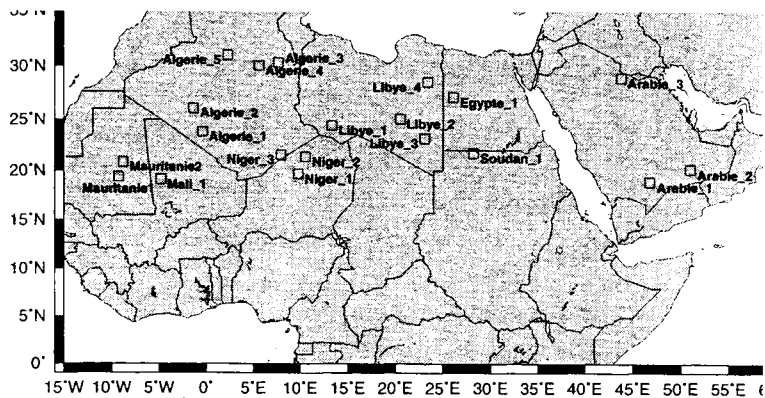 35°N
Algerie_5
Algerie_3
30°N
Algerie_4
Arabie_3
Libye_4
Egypte_1
Algerie_2
25°N
Libye_1
Libye_2
Algerie_1
Libye_3
Niger_3
Niger_2
Soudan_1
Mauritanie2
20°N
Niger_1
Arabie_2
Mauritanie1
Mali_1
Arabie_1
15°N
10°N
5°N
0°
15°W 10°W 5°W 0° 5°E 10°E 15°E 20°E 25°E 30°E 35°E 40°E 45°E 50°E 55°E